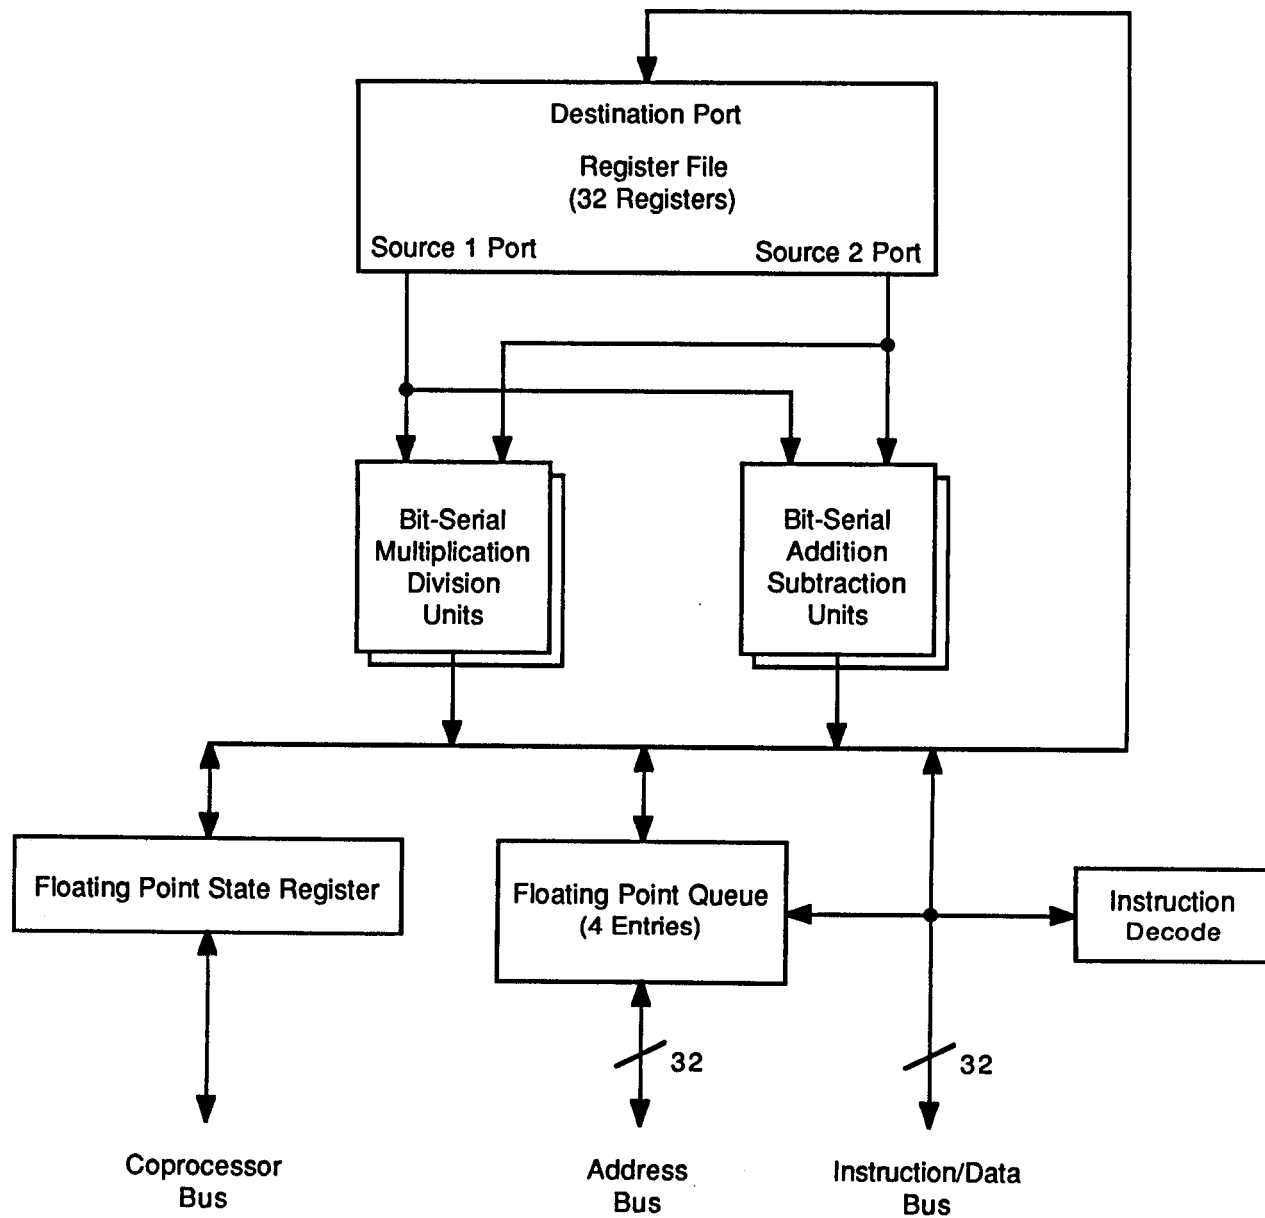 Destination Port
Register File
(32 Registers)
Source 1 Port
Source 2 Port
Bit-Serial
Multiplication
Division
Units
Bit-Serial
Addition
Subtraction
Units
Floating Point State Register
Floating Point Queue
(4 Entries)
Instruction
Decode
32
32
Coprocessor
Bus
Address
Bus
Instruction/Data
Bus